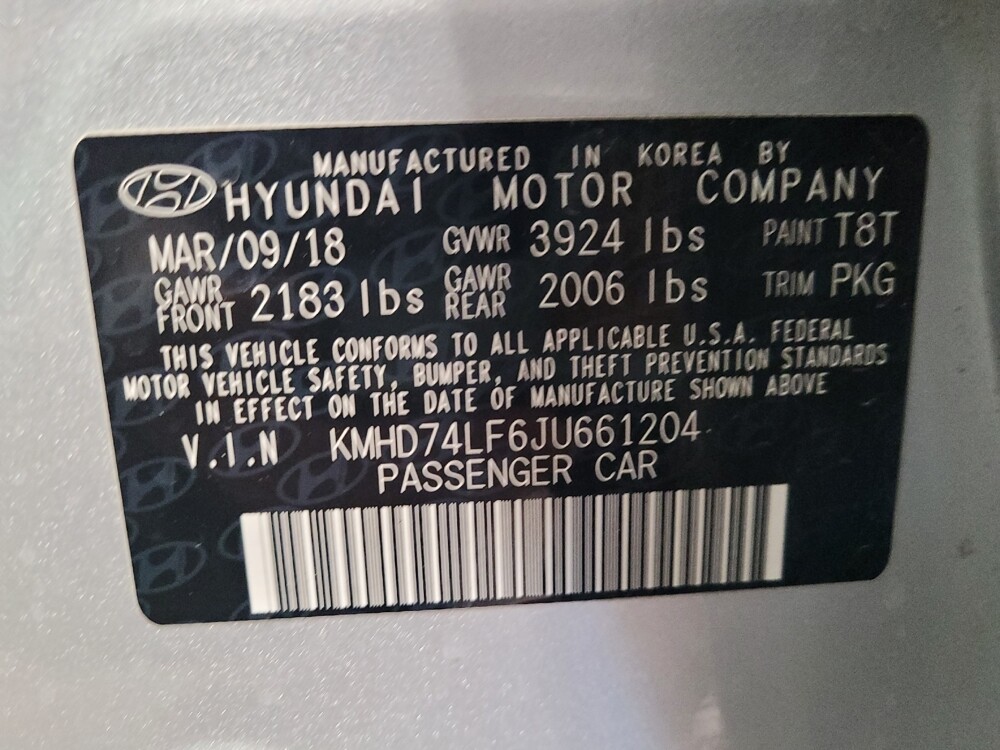 MANUFACTURED IN KOREA BY
HYUNDAI MOTOR COMPANY
MAR/09/18 GVWR 3924 lbs PAINT T8T
GAWR FRONT 2183 lbs GAWR REAR 2006 lbs TRIM PKG
THIS VEHICLE CONFORMS TO ALL APPLICABLE U.S.A. FEDERAL
MOTOR VEHICLE SAFETY, BUMPER, AND THEFT PREVENTION STANDARDS
IN EFFECT ON THE DATE OF MANUFACTURE SHOWN ABOVE
V.I.N KMHD74LF6JU661204
PASSENGER CAR